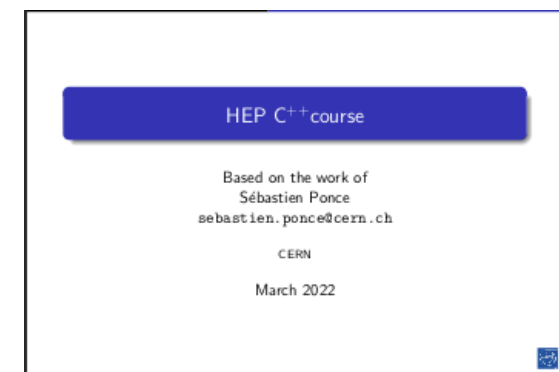 HEP C++course
Based on the work of
Sébastien Ponce
sebastien.ponce@cern.ch
CERN
March 2022